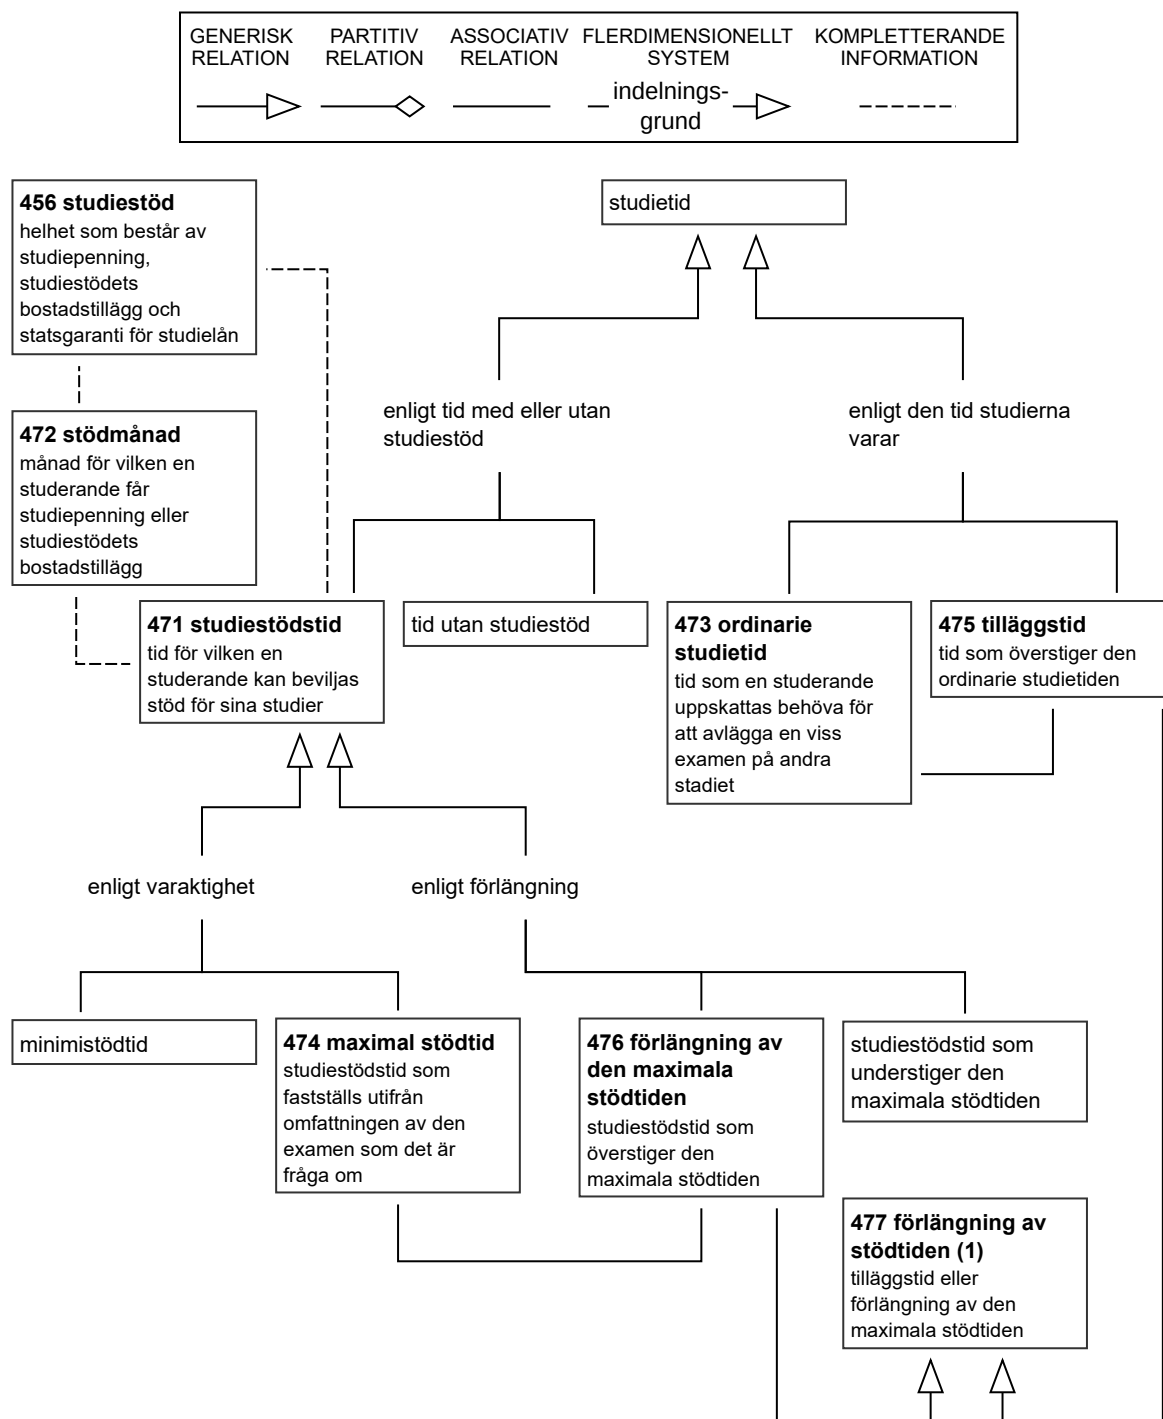 GENERISK
RELATION
PARTITIV
RELATION
ASSOCIATIV
RELATION
FLERDIMENSIONELLT
SYSTEM
KOMPLETTERANDE
INFORMATION
indelnings-
grund
456 studiestöd
helhet som består av
studiepenning,
studiestödets
bostadstillägg och
statsgaranti för studielån
studietid
enligt tid med eller utan
studiestöd
enligt den tid studierna
varar
472 stödmånad
månad för vilken en
studerande får
studiepenning eller
studiestödets
bostadstillägg
471 studiestödstid
tid för vilken en
studerande kan beviljas
stöd för sina studier
tid utan studiestöd
473 ordinarie
studietid
tid som en studerande
uppskattas behöva för
att avlägga en viss
examen på andra
stadiet
475 tilläggstid
tid som överstiger den
ordinarie studietiden
enligt varaktighet
enligt förlängning
minimistödtid
474 maximal stödtid
studiestödstid som
fastställs utifrån
omfattningen av den
examen som det är
fråga om
476 förlängning av
den maximala
stödtiden
studiestödstid som
överstiger den
maximala stödtiden
studiestödstid som
understiger den
maximala stödtiden
477 förlängning av
stödtiden (1)
tilläggstid eller
förlängning av den
maximala stödtiden